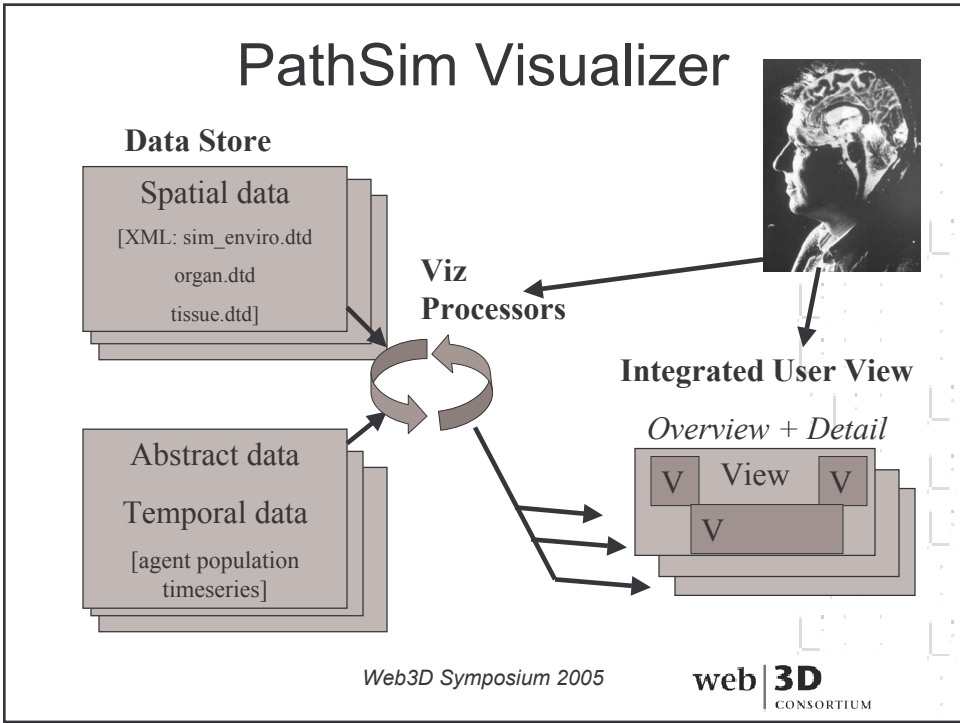 PathSim Visualizer
Data Store
Spatial data
[XML: sim_enviro.dtd
organ.dtd
tissue.dtd]
Viz
Processors
Abstract data
Temporal data
[agent population
timeseries]
Integrated User View
Overview + Detail
V View V
V
Web3D Symposium 2005
web | 3D
CONSORTIUM